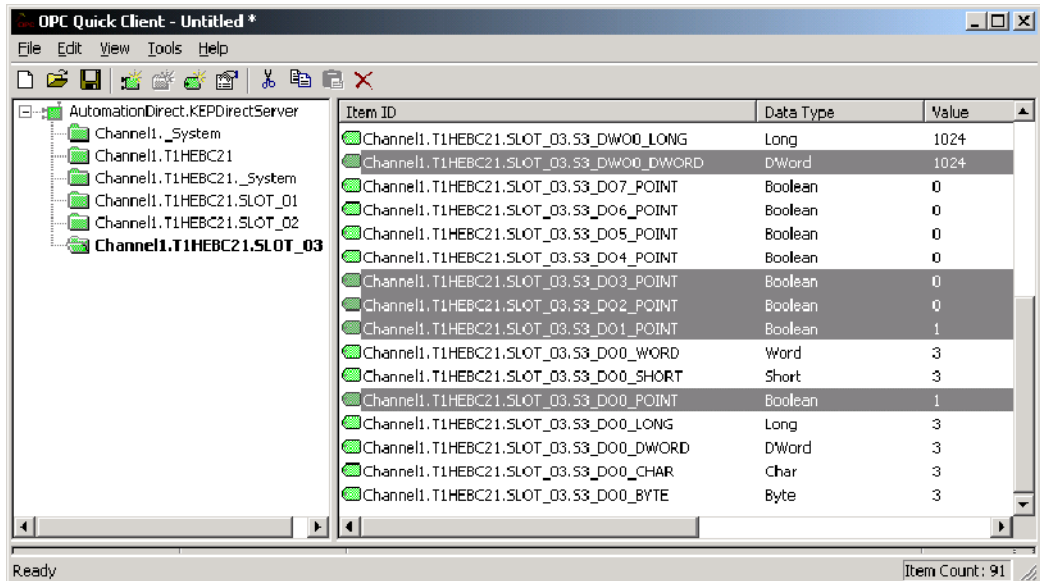 OPC Quick Client - Untitled *
File Edit View Tools Help
AutomationDirect.KEPDirectServer
Channel1._System
Channel1.T1HEBC21
Channel1.T1HEBC21._System
Channel1.T1HEBC21.SLOT_01
Channel1.T1HEBC21.SLOT_02
Channel1.T1HEBC21.SLOT_03
Item ID Data Type Value
Channel1.T1HEBC21.SLOT_03.S3_DWO0_LONG Long 1024
Channel1.T1HEBC21.SLOT_03.S3_DWO0_DWORD DWord 1024
Channel1.T1HEBC21.SLOT_03.S3_DO7_POINT Boolean 0
Channel1.T1HEBC21.SLOT_03.S3_DO6_POINT Boolean 0
Channel1.T1HEBC21.SLOT_03.S3_DO5_POINT Boolean 0
Channel1.T1HEBC21.SLOT_03.S3_DO4_POINT Boolean 0
Channel1.T1HEBC21.SLOT_03.S3_DO3_POINT Boolean 0
Channel1.T1HEBC21.SLOT_03.S3_DO2_POINT Boolean 0
Channel1.T1HEBC21.SLOT_03.S3_DO1_POINT Boolean 1
Channel1.T1HEBC21.SLOT_03.S3_DO0_WORD Word 3
Channel1.T1HEBC21.SLOT_03.S3_DO0_SHORT Short 3
Channel1.T1HEBC21.SLOT_03.S3_DO0_POINT Boolean 1
Channel1.T1HEBC21.SLOT_03.S3_DO0_LONG Long 3
Channel1.T1HEBC21.SLOT_03.S3_DO0_DWORD DWord 3
Channel1.T1HEBC21.SLOT_03.S3_DO0_CHAR Char 3
Channel1.T1HEBC21.SLOT_03.S3_DO0_BYTE Byte 3
Ready Item Count: 91